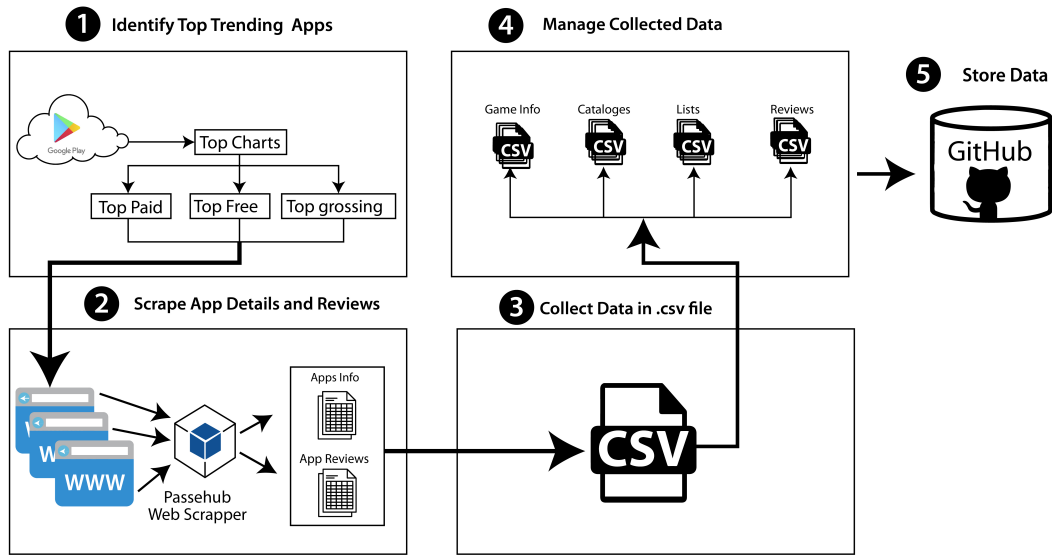 1 Identify Top Trending Apps
Google Play
Top Charts
Top Paid
Top Free
Top grossing
2 Scrape App Details and Reviews
WWW
W
W
Passehub
Web Scrapper
Apps Info
App Reviews
3 Collect Data in .csv file
CSV
4 Manage Collected Data
Game Info
Cataloges
Lists
Reviews
CSV
CSV
CSV
CSV
5 Store Data
GitHub